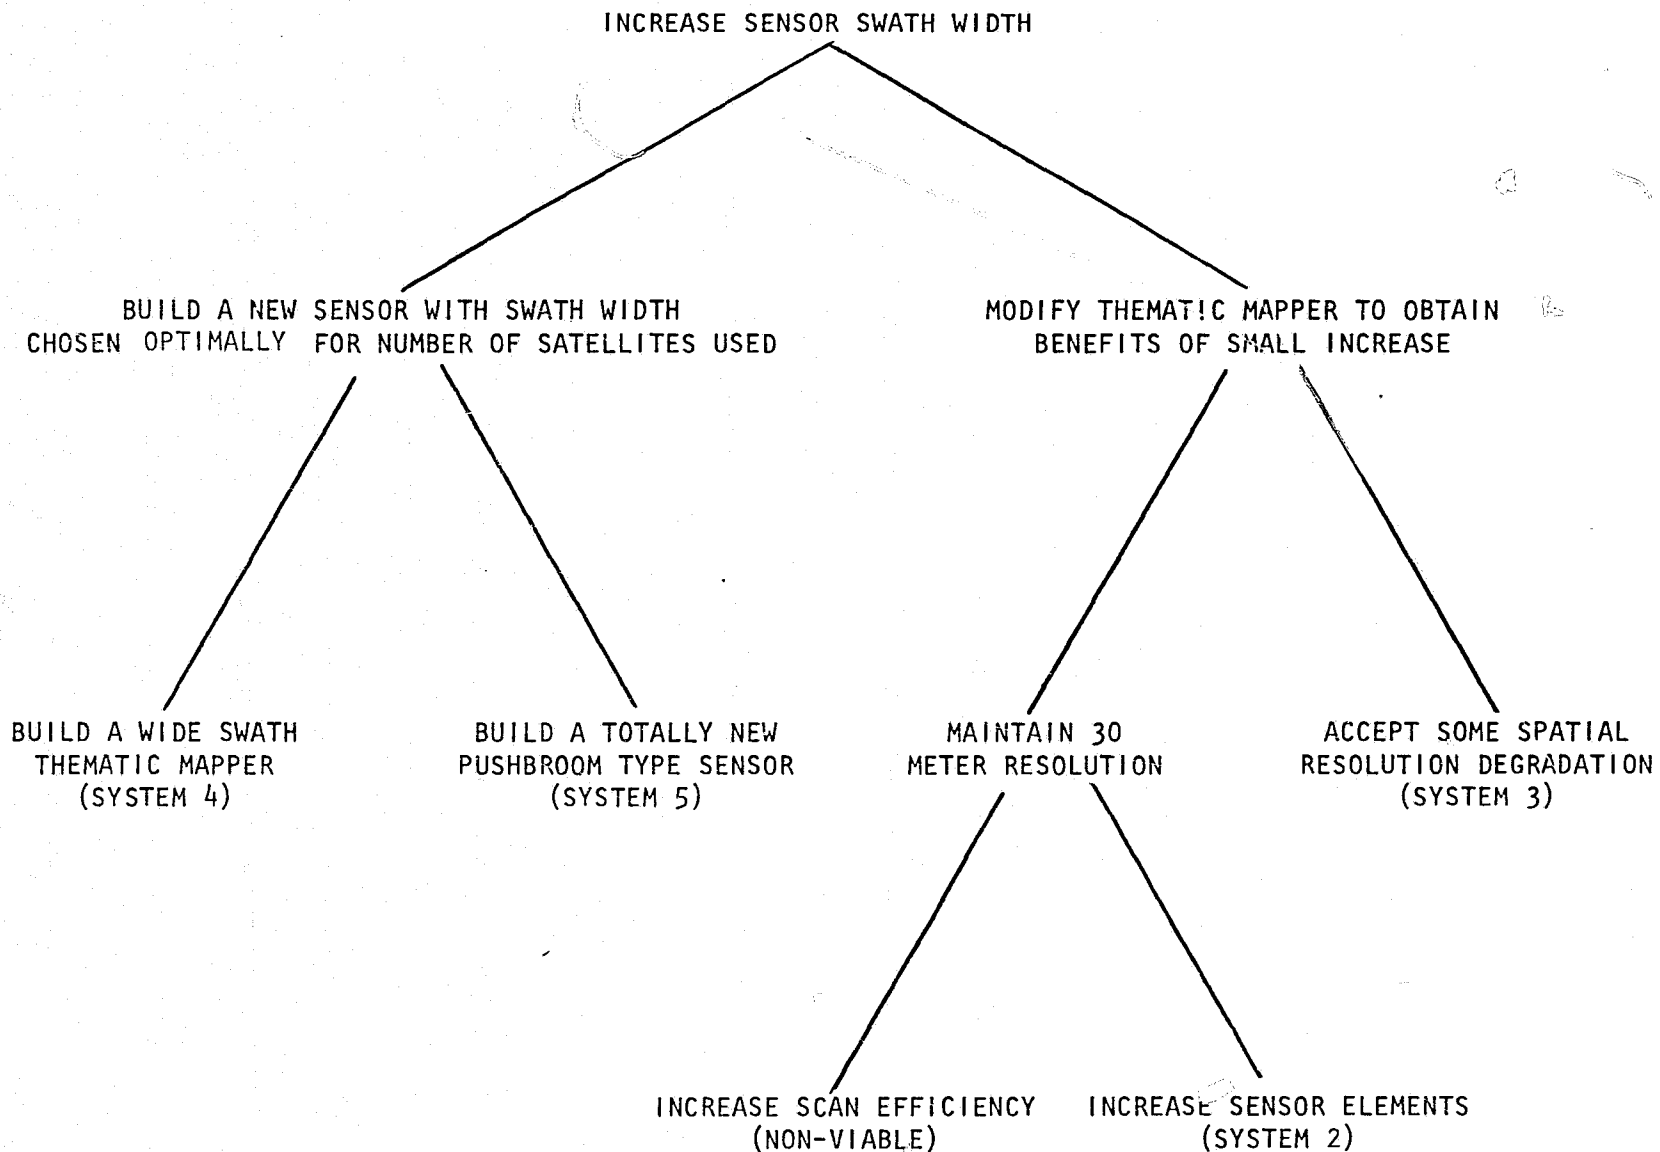 INCREASE SENSOR SWATH WIDTH
BUILD A NEW SENSOR WITH SWATH WIDTH
CHOSEN OPTIMALLY FOR NUMBER OF SATELLITES USED
MODIFY THEMATIC MAPPER TO OBTAIN
BENEFITS OF SMALL INCREASE
BUILD A WIDE SWATH
THEMATIC MAPPER
(SYSTEM 4)
BUILD A TOTALLY NEW
PUSHBROOM TYPE SENSOR
(SYSTEM 5)
MAINTAIN 30
METER RESOLUTION
ACCEPT SOME SPATIAL
RESOLUTION DEGRADATION
(SYSTEM 3)
INCREASE SCAN EFFICIENCY
(NON-VIABLE)
INCREASE SENSOR ELEMENTS
(SYSTEM 2)